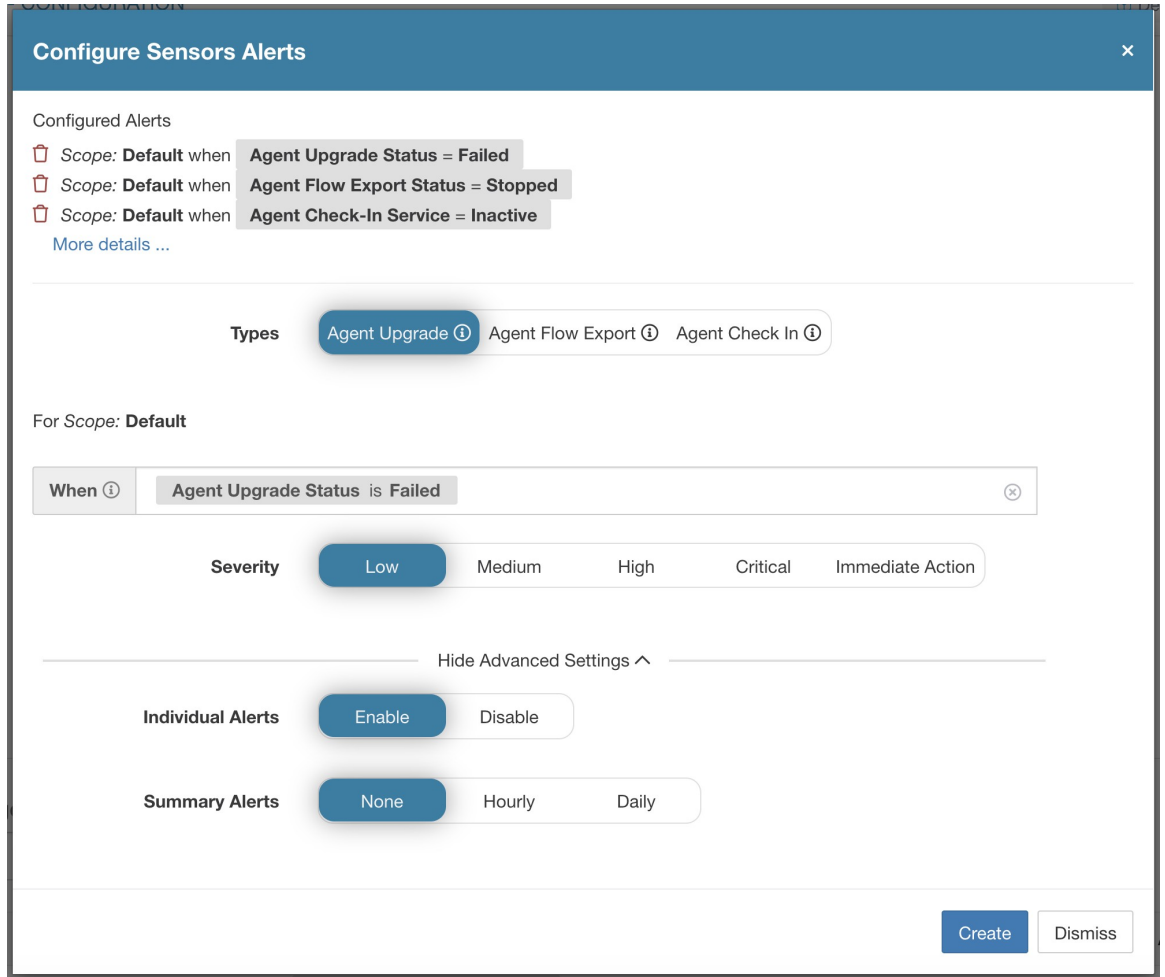 CONFIGURATION
Configure Sensors Alerts ×
Configured Alerts
Scope: Default when Agent Upgrade Status = Failed
Scope: Default when Agent Flow Export Status = Stopped
Scope: Default when Agent Check-In Service = Inactive
More details ...
Types Agent Upgrade Agent Flow Export Agent Check In
For Scope: Default
When Agent Upgrade Status is Failed
Severity Low Medium High Critical Immediate Action
Hide Advanced Settings
Individual Alerts Enable Disable
Summary Alerts None Hourly Daily
Create Dismiss